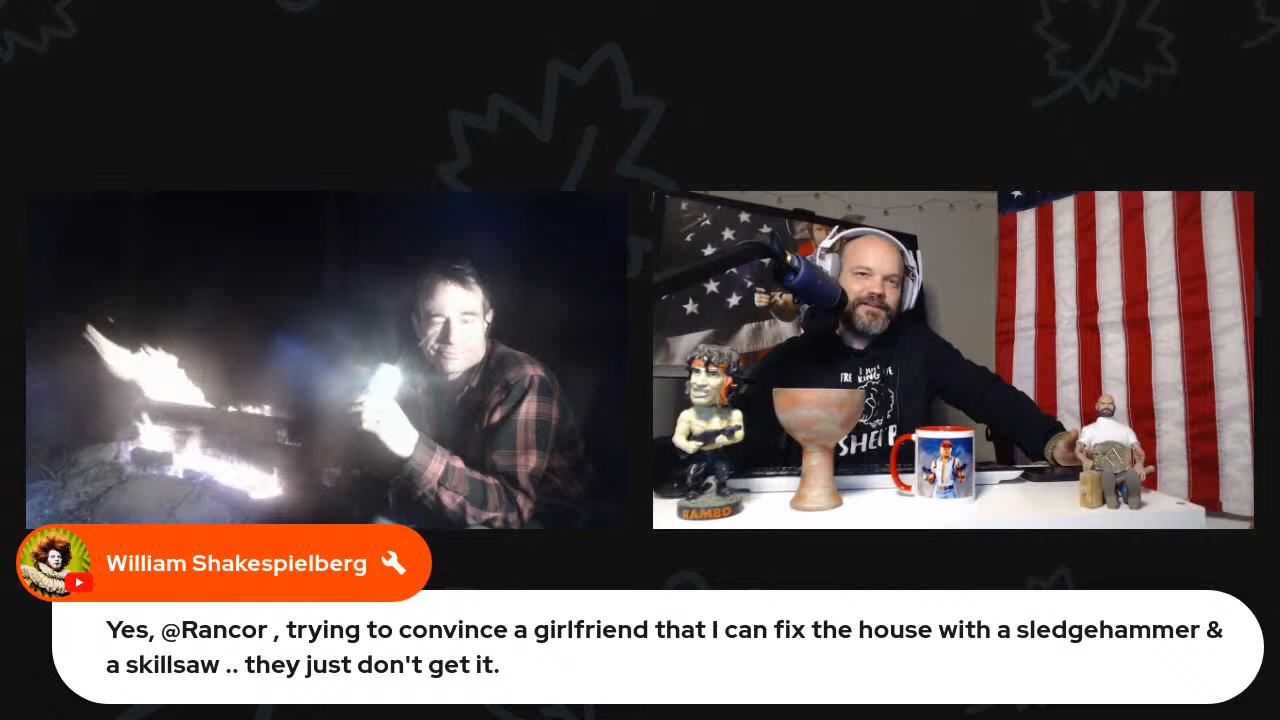 SHEEP
RAMBO
William Shakespielberg
Yes, @Rancor , trying to convince a girlfriend that I can fix the house with a sledgehammer &
a skillsaw .. they just don't get it.